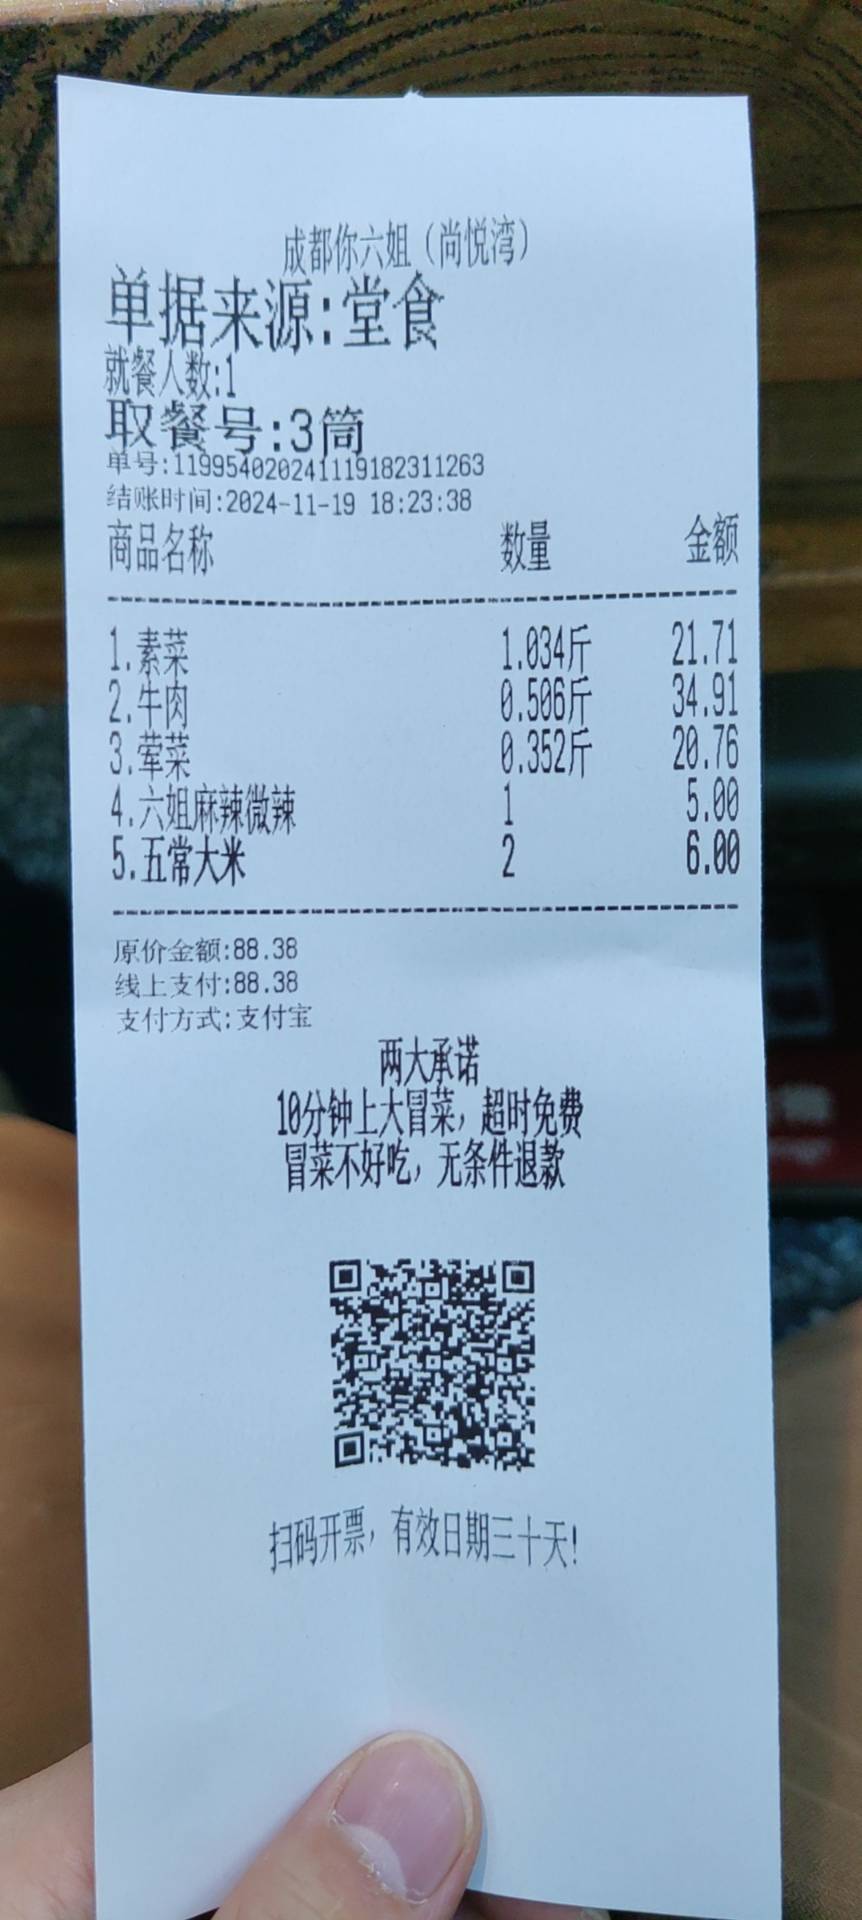 成都你六姐（尚悦湾）
单据来源:堂食
就餐人数:1
取餐号:3筒
单号:119954020241119182311263
结账时间:2024-11-19 18:23:38
商品名称 数量 金额
1.素菜 1.034斤 21.71
2.牛肉 0.506斤 34.91
3.荤菜 0.352斤 20.76
4.六姐麻辣微辣 1 5.00
5.五常大米 2 6.00
原价金额:88.38
线上支付:88.38
支付方式:支付宝
两大承诺
10分钟上大冒菜，超时免费
冒菜不好吃，无条件退款
扫码开票，有效日期三十天!